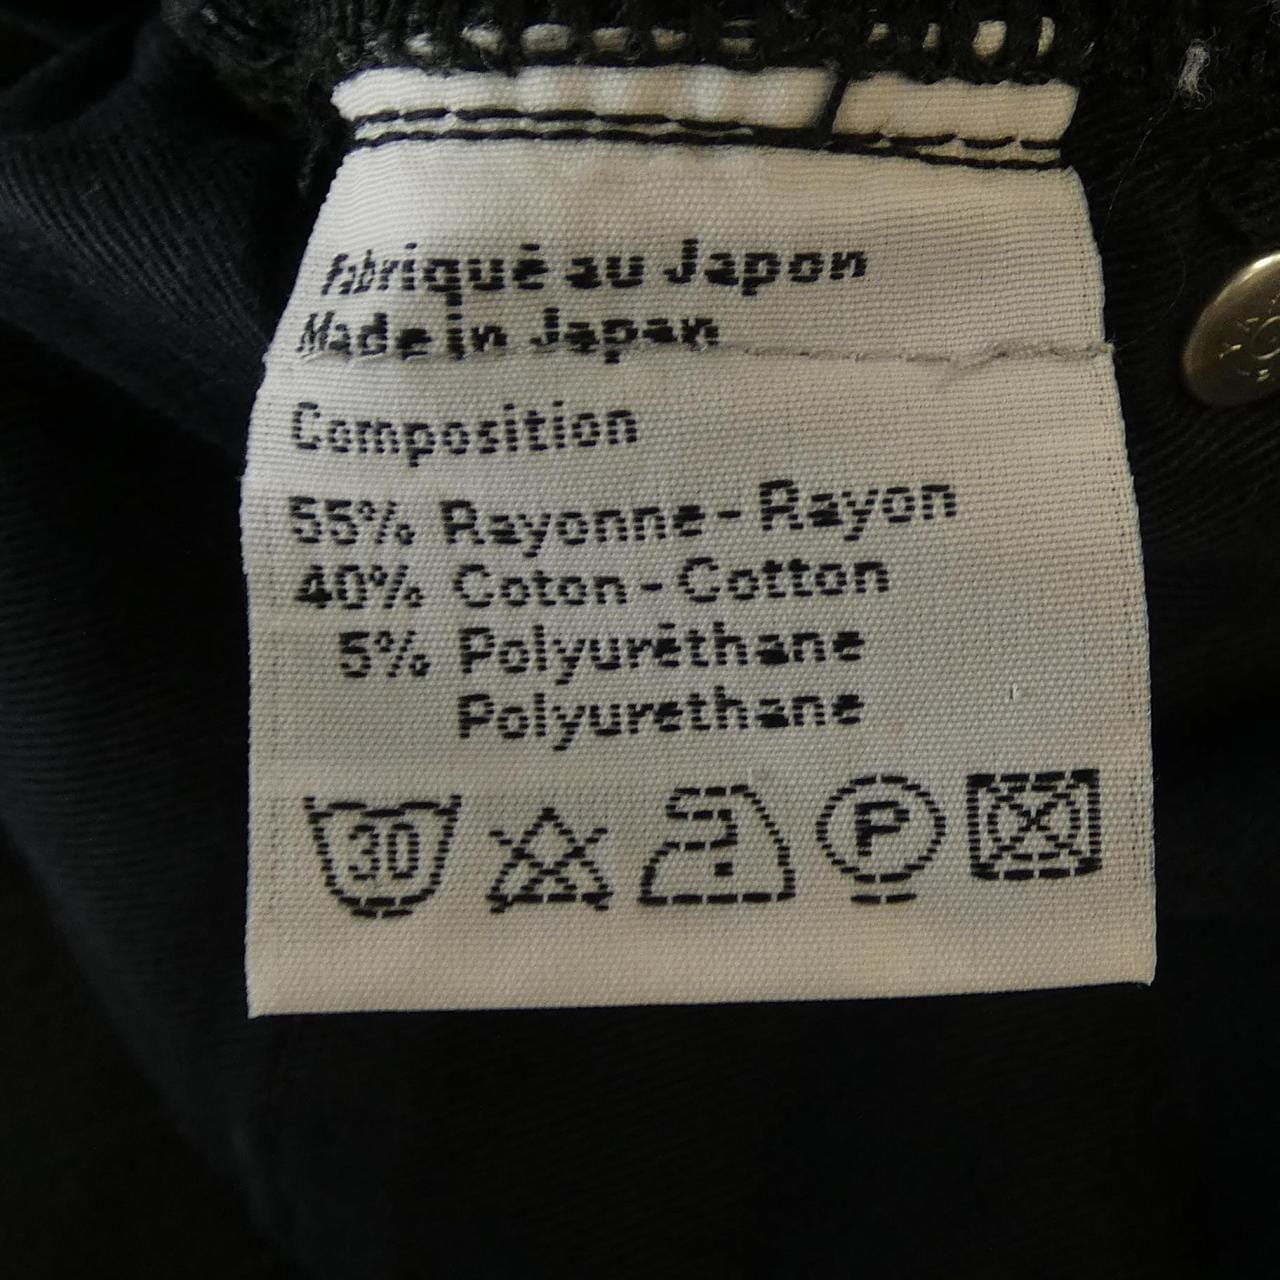 Fabriqué au Japon
Made in Japan
Composition
55% Rayonne - Rayon
40% Coton - Cotton
5% Polyuréthane
Polyurethane
30
P